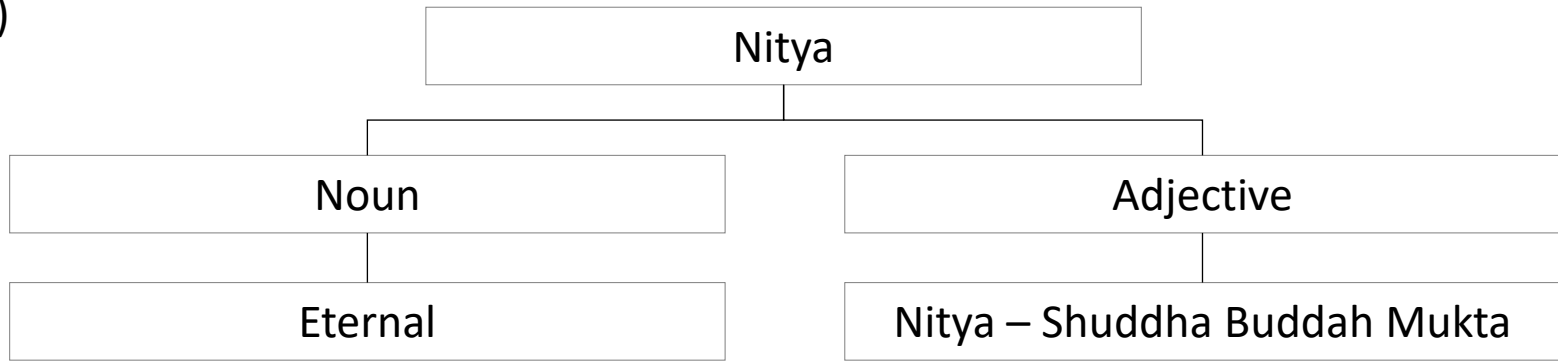 )
Nitya
Noun
Adjective
Eternal
Nitya – Shuddha Buddah Mukta